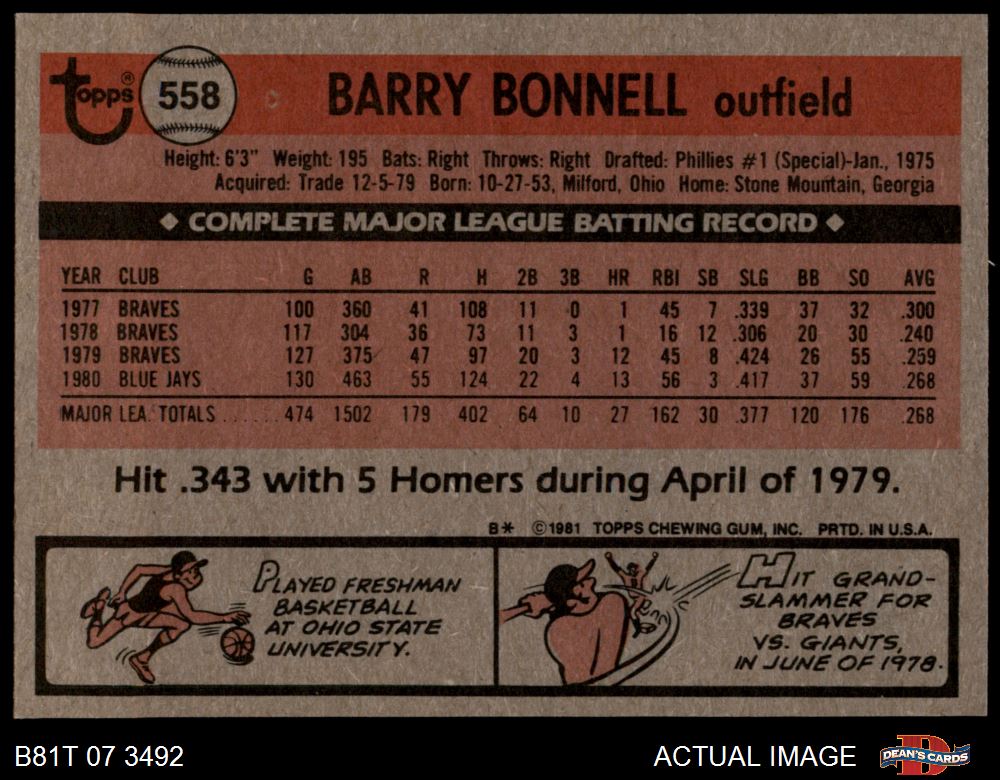 topps ®
558
BARRY BONNELL outfield
Height: 6'3" Weight: 195 Bats: Right Throws: Right Drafted: Phillies #1 (Special)-Jan., 1975
Acquired: Trade 12-5-79 Born: 10-27-53, Milford, Ohio Home: Stone Mountain, Georgia
◆ COMPLETE MAJOR LEAGUE BATTING RECORD ◆
YEAR CLUB G AB R H 2B 3B HR RBI SB SLG BB SO AVG
1977 BRAVES 100 360 41 108 11 0 1 45 7 .339 37 32 .300
1978 BRAVES 117 304 36 73 11 3 1 16 12 .306 20 30 .240
1979 BRAVES 127 375 47 97 20 3 12 45 8 .424 26 55 .259
1980 BLUE JAYS 130 463 55 124 22 4 13 56 3 .417 37 59 .268
MAJOR LEA. TOTALS ...... 474 1502 179 402 64 10 27 162 30 .377 120 176 .268
Hit .343 with 5 Homers during April of 1979.
B* ©1981 TOPPS CHEWING GUM, INC. PRTD. IN U.S.A.
PLAYED FRESHMAN
BASKETBALL
AT OHIO STATE
UNIVERSITY.
HIT GRAND-
SLAMMER FOR
BRAVES
VS. GIANTS,
IN JUNE OF 1978.
B81T 07 3492
ACTUAL IMAGE
DEAN'S CARDS